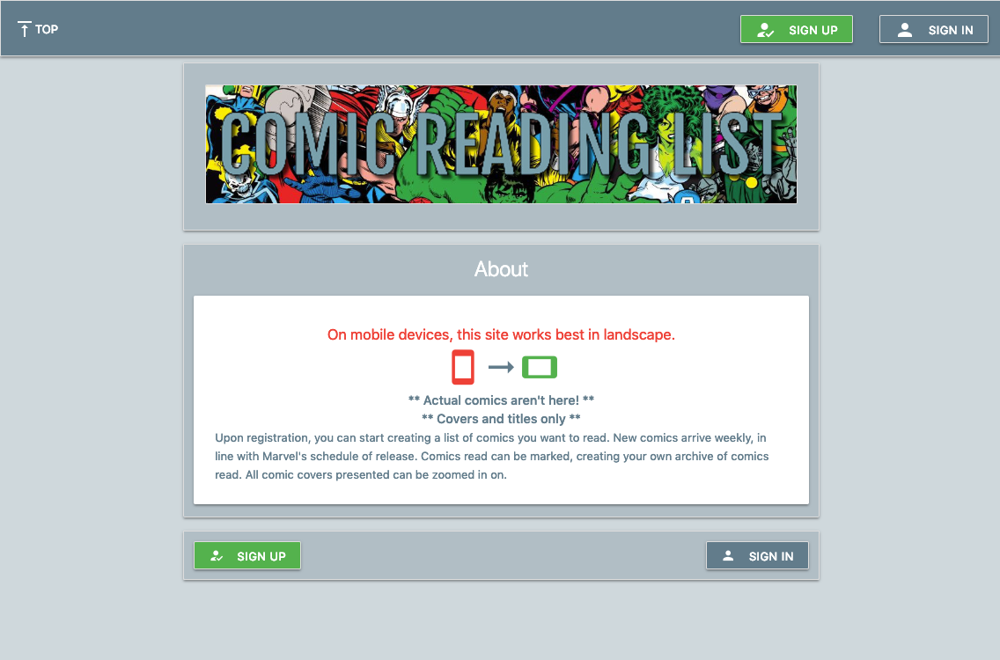 TOP
SIGN UP
SIGN IN
COMIC READING LIST
About
On mobile devices, this site works best in landscape.
** Actual comics aren't here! **
** Covers and titles only **
Upon registration, you can start creating a list of comics you want to read. New comics arrive weekly, in
line with Marvel's schedule of release. Comics read can be marked, creating your own archive of comics
read. All comic covers presented can be zoomed in on.
SIGN UP
SIGN IN